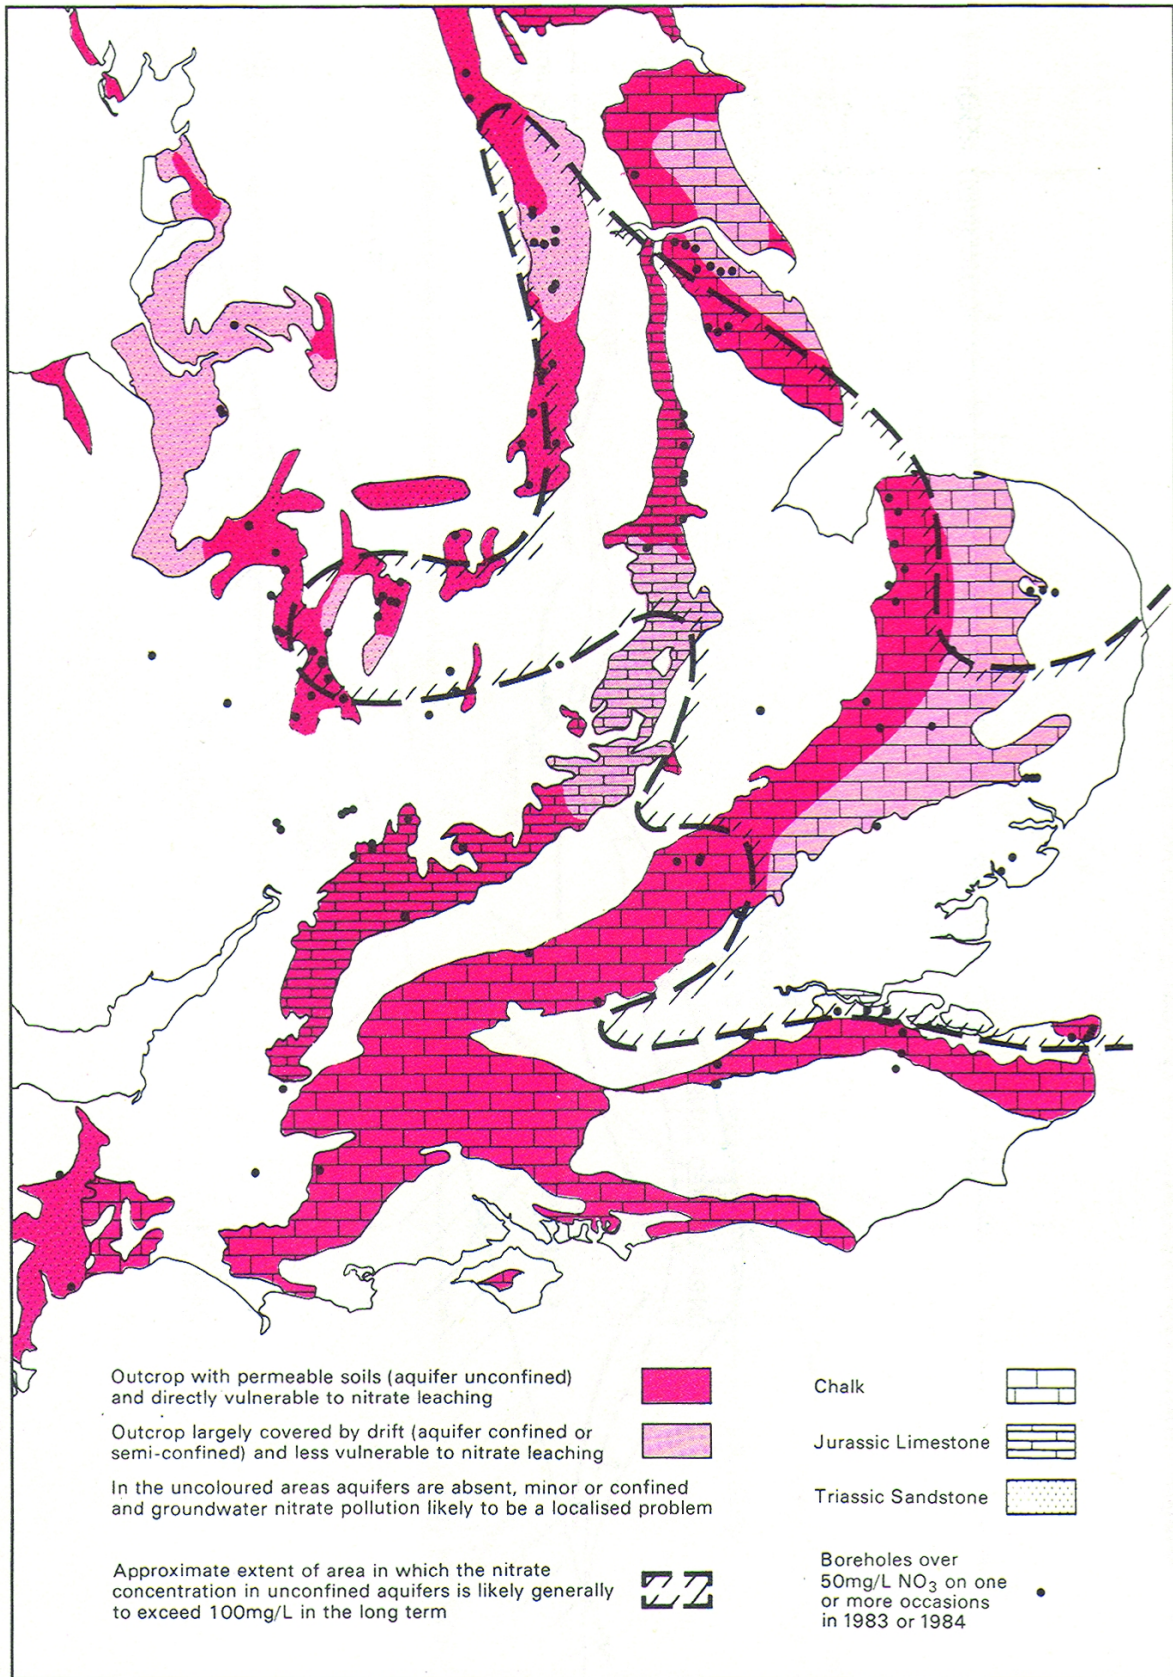 Outcrop with permeable soils (aquifer unconfined)
and directly vulnerable to nitrate leaching
Outcrop largely covered by drift (aquifer confined or
semi-confined) and less vulnerable to nitrate leaching
In the uncoloured areas aquifers are absent, minor or confined
and groundwater nitrate pollution likely to be a localised problem
Approximate extent of area in which the nitrate
concentration in unconfined aquifers is likely generally
to exceed 100mg/L in the long term
Chalk
Jurassic Limestone
Triassic Sandstone
Boreholes over
50mg/L NO₃ on one
or more occasions
in 1983 or 1984